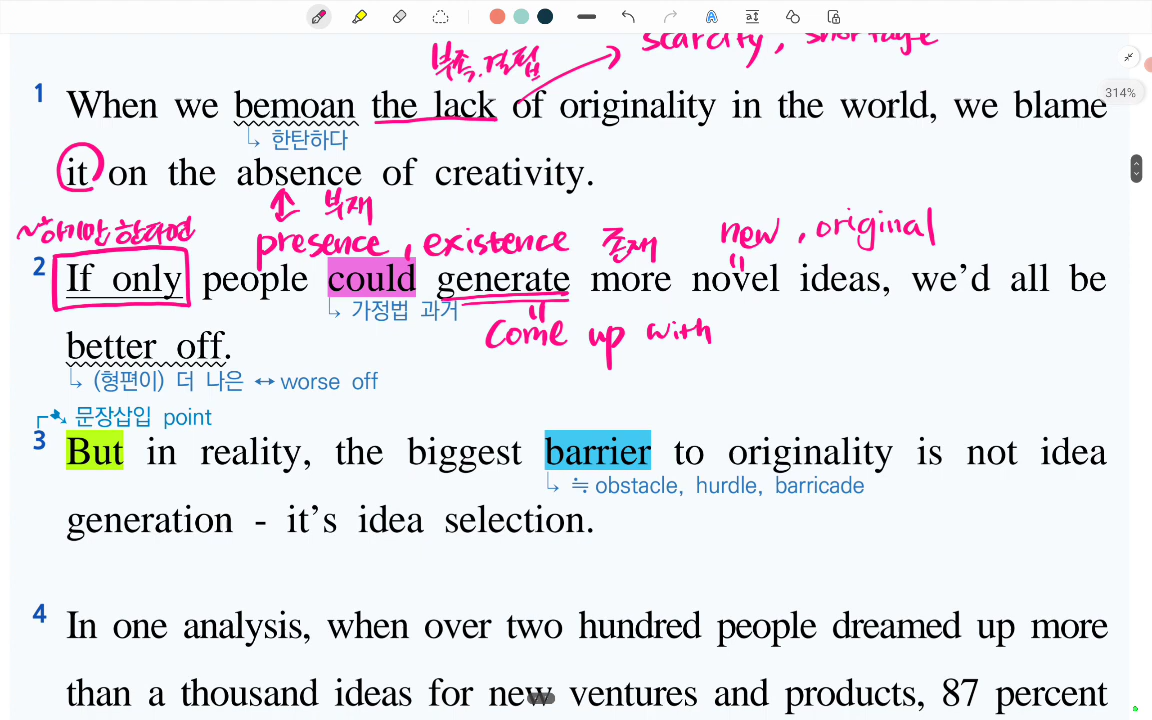 scarcity, shortage
부족.결핍
314%
1 When we bemoan the lack of originality in the world, we blame
↳ 한탄하다
it on the absence of creativity.
↑ 부재
~하기만 한다면 presence, existence 존재 new, original
2 If only people could generate more novel ideas, we'd all be
↳ 가정법 과거
come up with
better off.
↳ (형편이) 더 나은 ↔ worse off
문장삽입 point
3 But in reality, the biggest barrier to originality is not idea
↳ ≒ obstacle, hurdle, barricade
generation - it's idea selection.
4 In one analysis, when over two hundred people dreamed up more
than a thousand ideas for new ventures and products, 87 percent